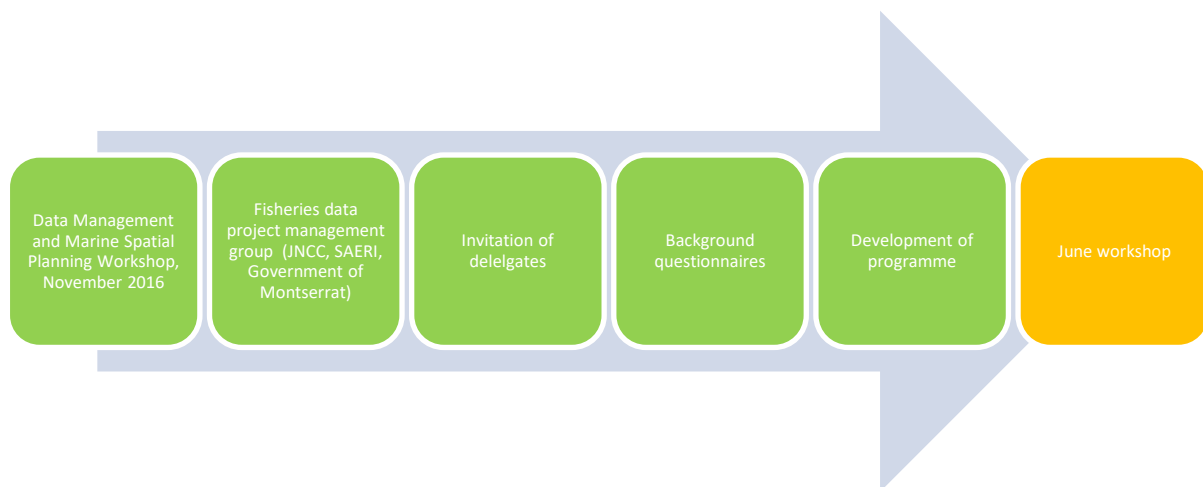 Data Management
and Marine Spatial
Planning Workshop,
November 2016
Fisheries data
project management
group (JNCC, SAERI,
Government of
Montserrat)
Invitation of
delelgates
Background
questionnaires
Development of
programme
June workshop